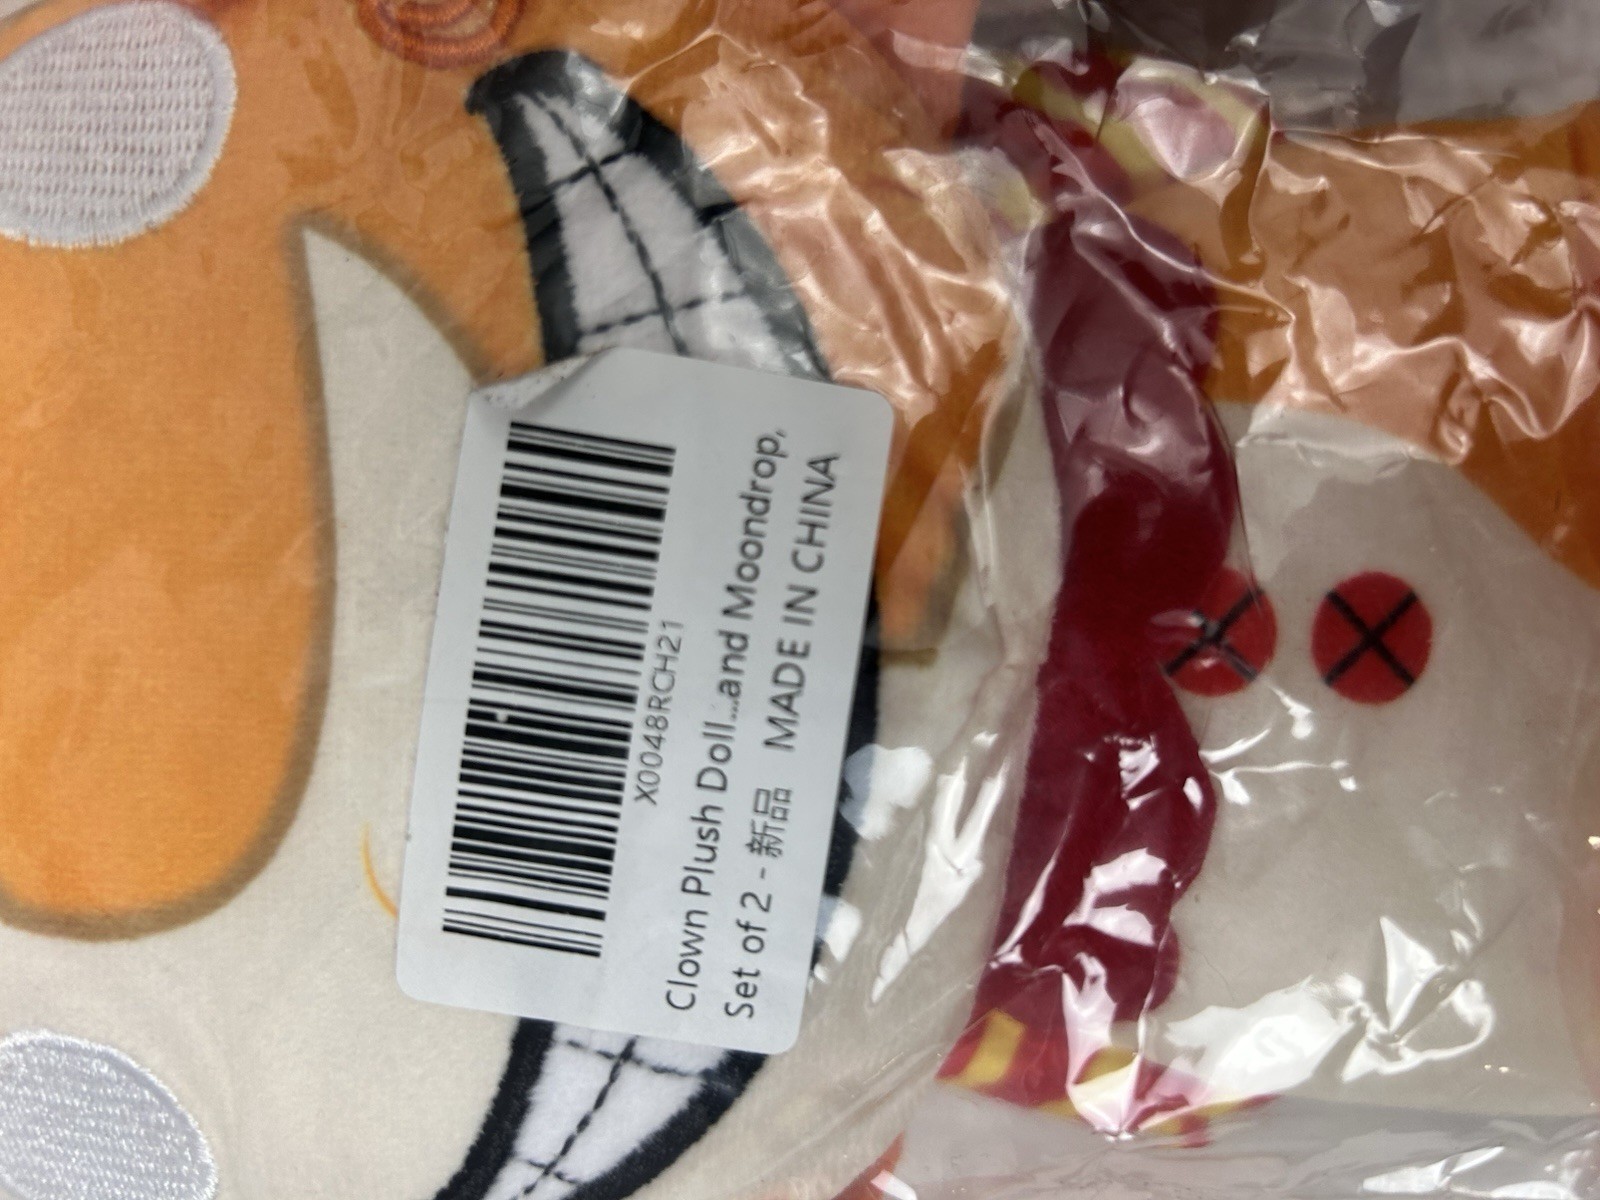 X0048RCH21
Clown Plush Doll...and Moondrop,
Set of 2 - 新品 MADE IN CHINA